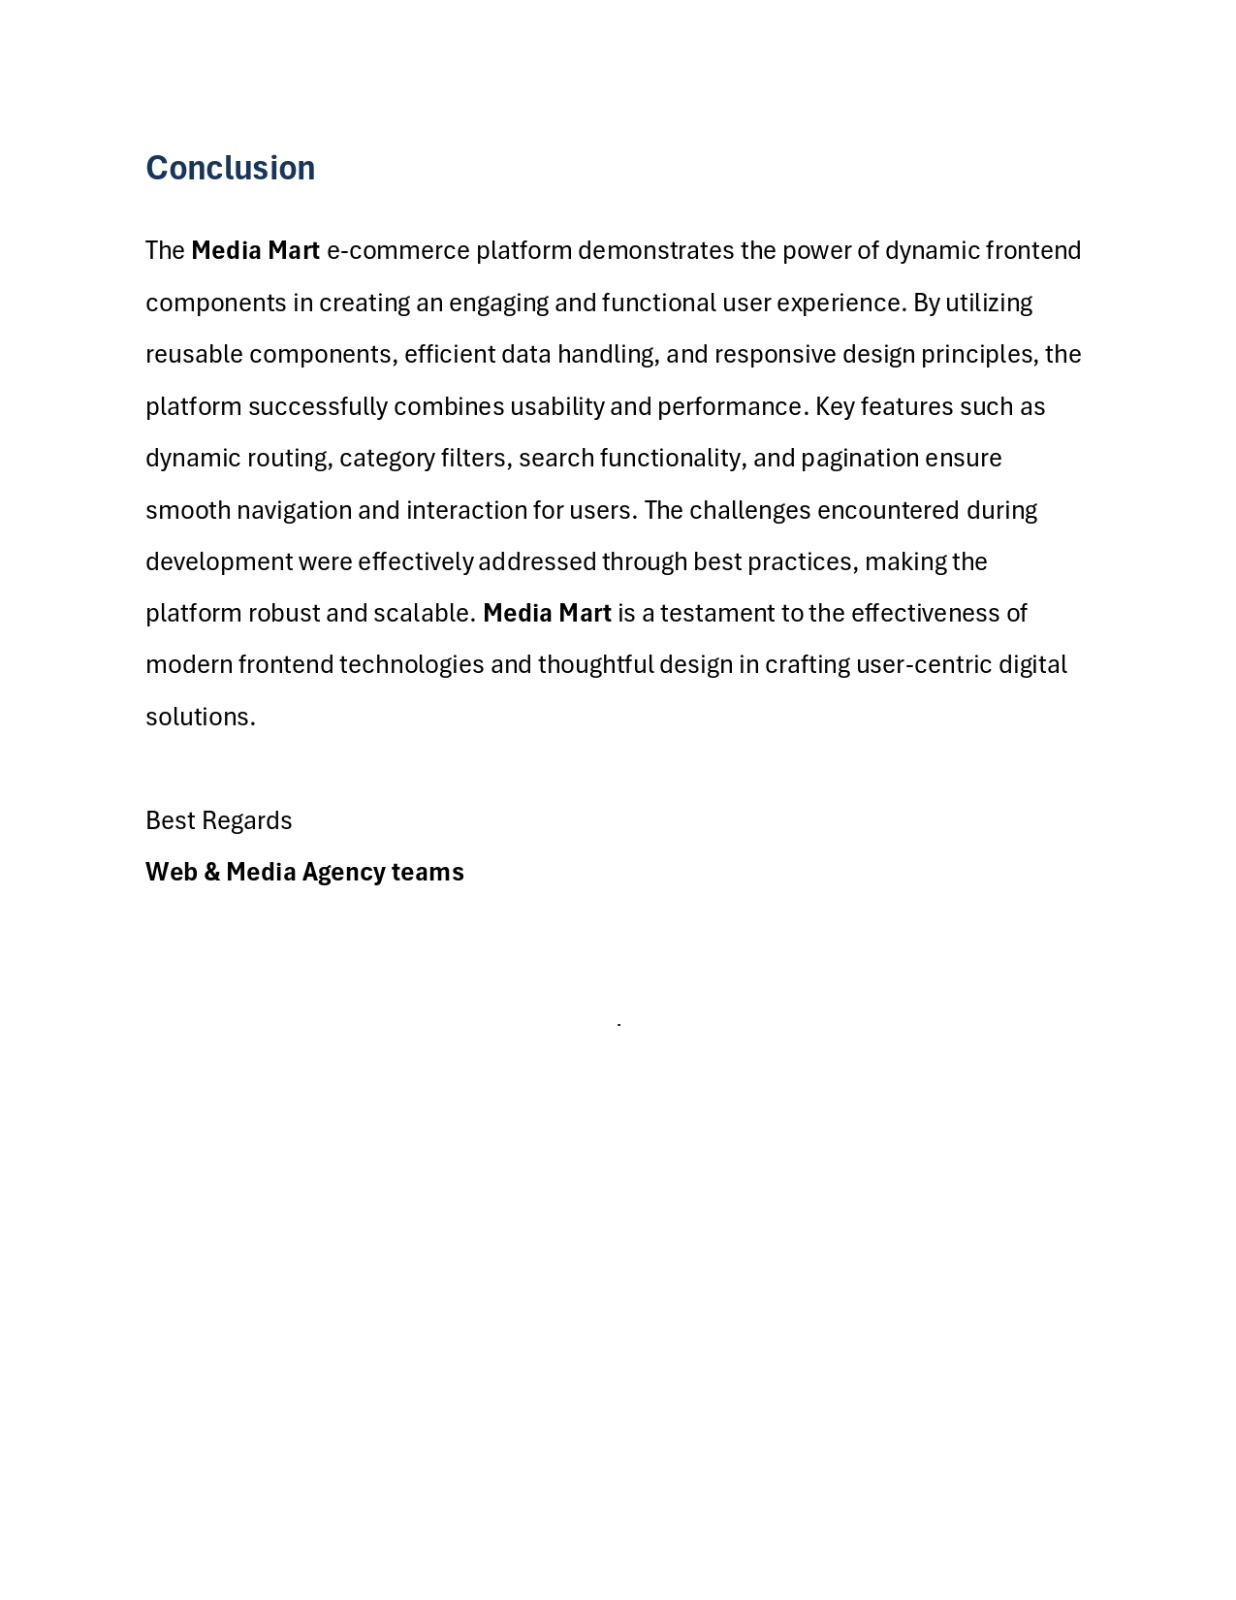 Conclusion
The Media Mart e-commerce platform demonstrates the power of dynamic frontend
components in creating an engaging and functional user experience. By utilizing
reusable components, efficient data handling, and responsive design principles, the
platform successfully combines usability and performance. Key features such as
dynamic routing, category filters, search functionality, and pagination ensure
smooth navigation and interaction for users. The challenges encountered during
development were effectively addressed through best practices, making the
platform robust and scalable. Media Mart is a testament to the effectiveness of
modern frontend technologies and thoughtful design in crafting user-centric digital
solutions.
Best Regards
Web & Media Agency teams
.